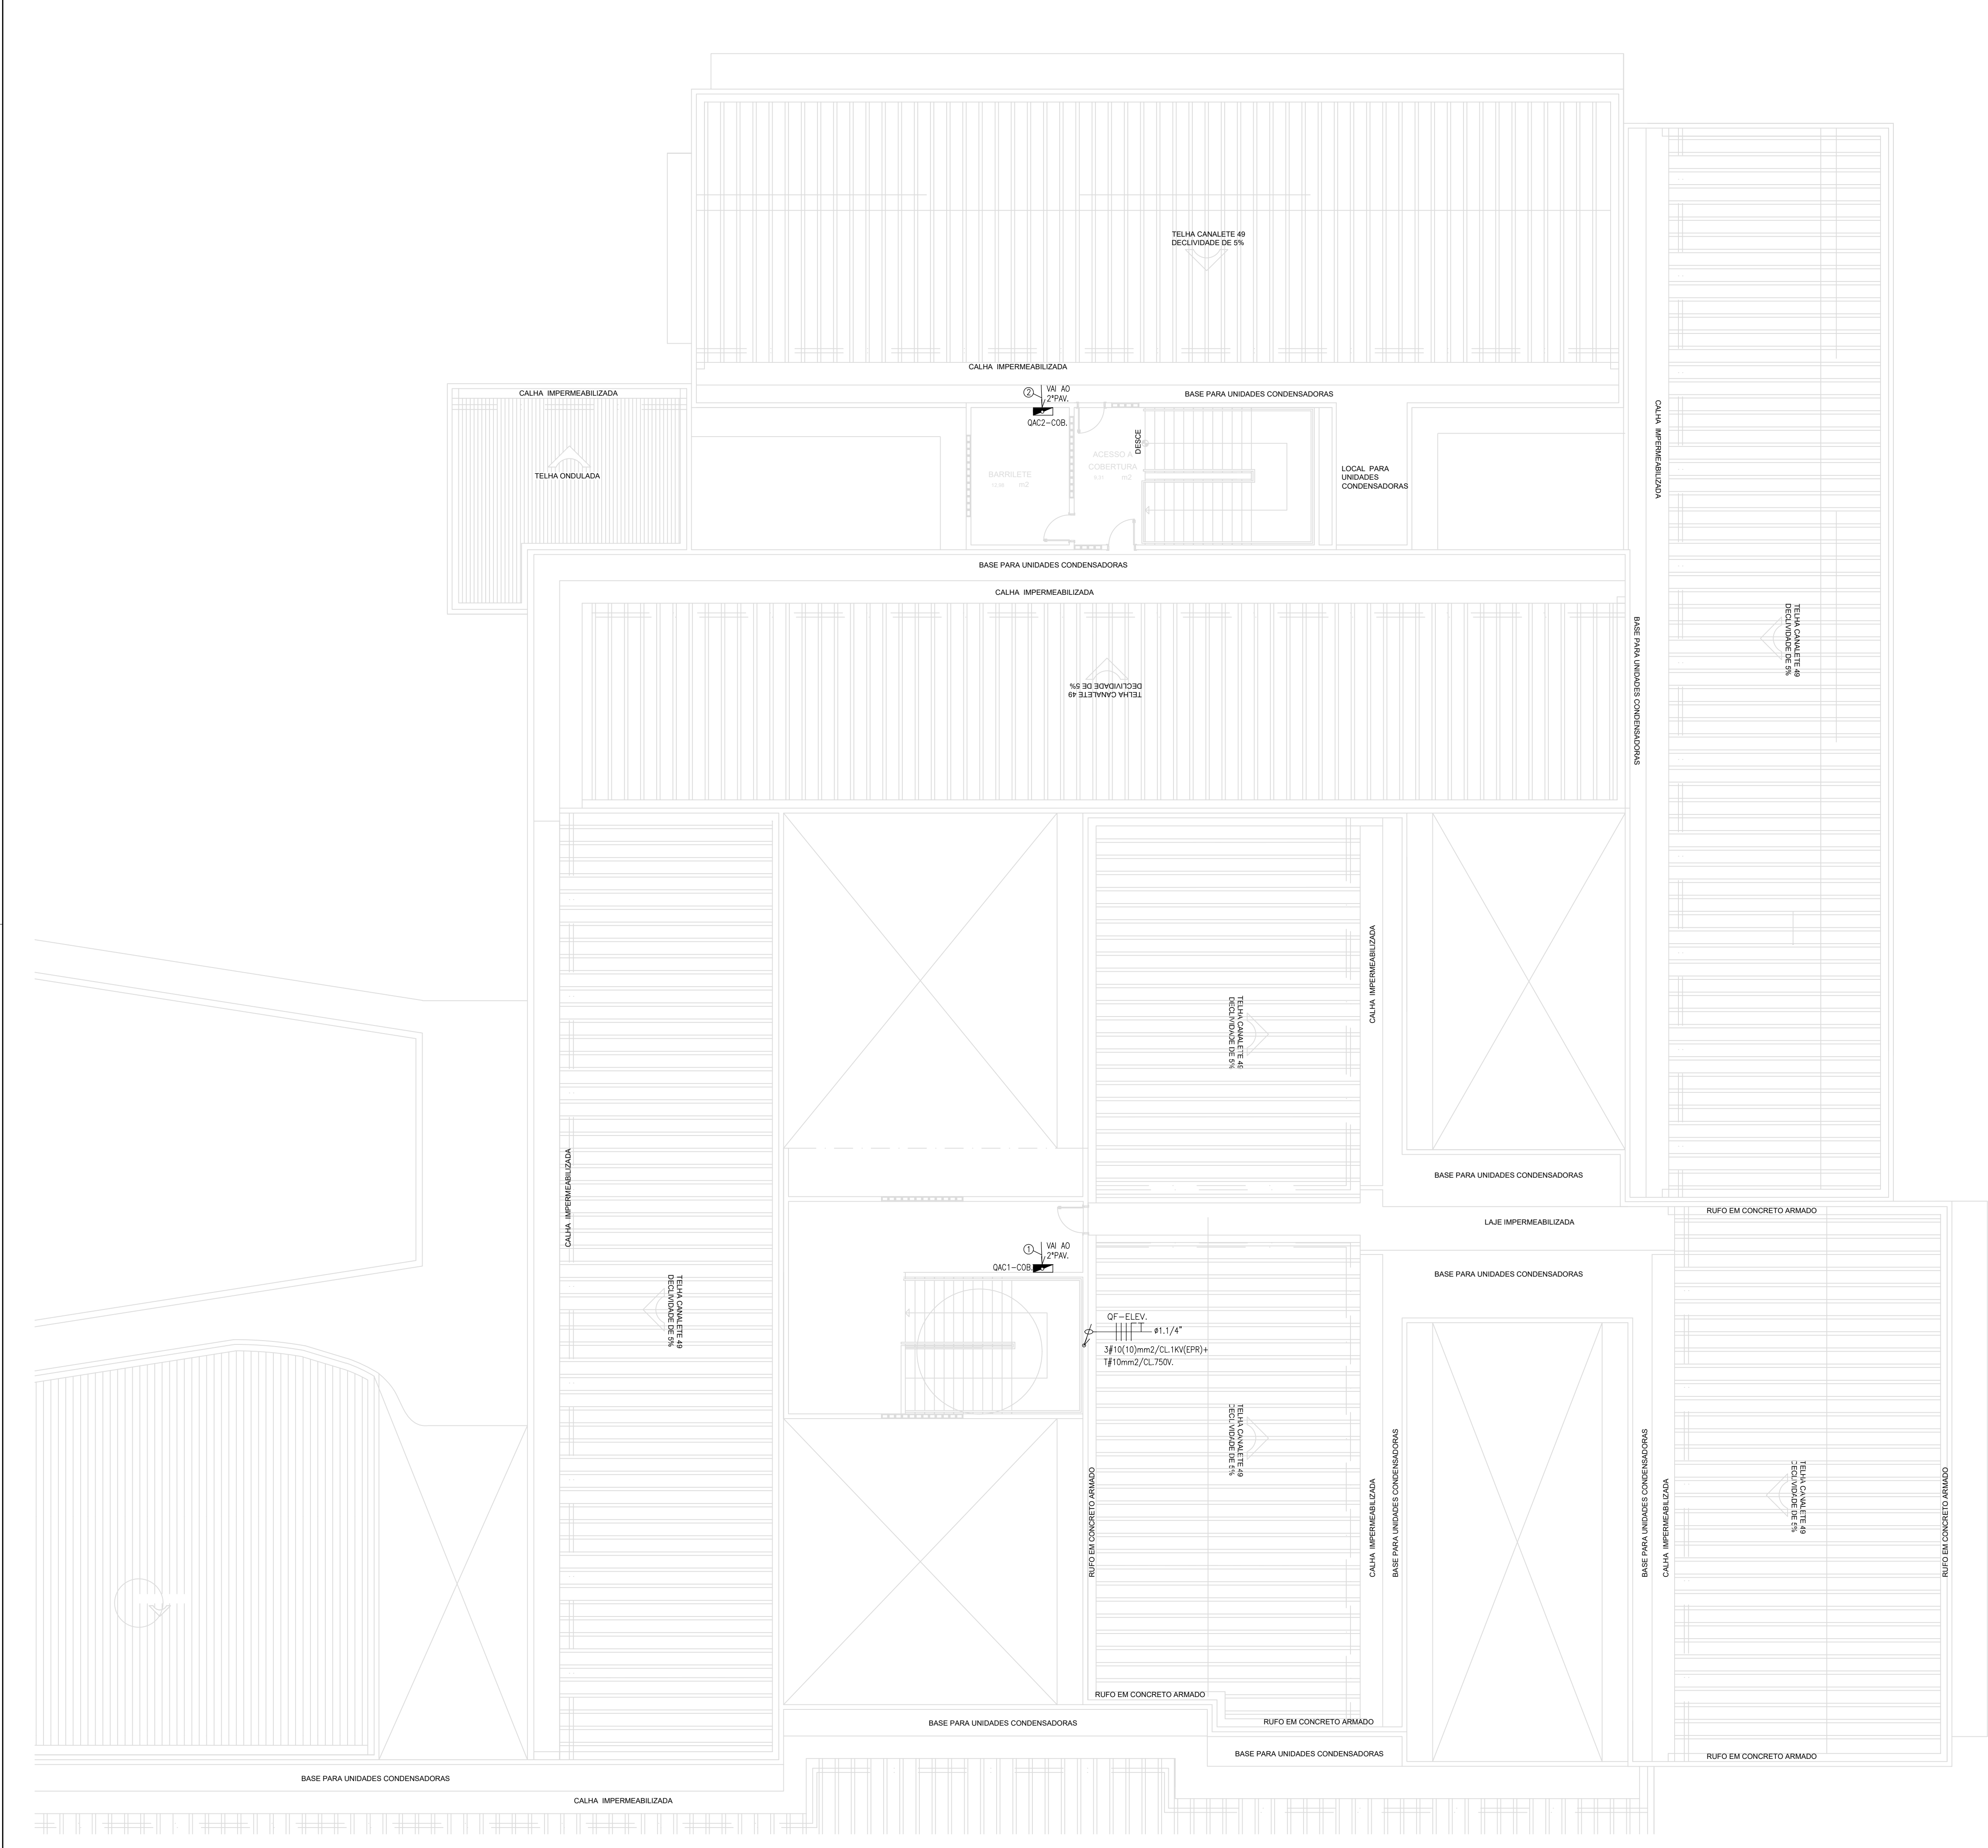 TELHA CANALETE 49
DECLIVIDADE DE 5%
CALHA IMPERMEABILIZADA
CALHA IMPERMEABILIZADA
2
VAI AO
2ºPAV.
QAC2-COB.
BASE PARA UNIDADES CONDENSADORAS
CALHA IMPERMEABILIZADA
DESCE
ACESSO A
COBERTURA
m2
BARRILETE
m2
TELHA ONDULADA
LOCAL PARA
UNIDADES
CONDENSADORAS
BASE PARA UNIDADES CONDENSADORAS
CALHA IMPERMEABILIZADA
TELHA CANALETE 49
DECLIVIDADE DE 5%
BASE PARA UNIDADES CONDENSADORAS
TELHA CANALETE 49
DECLIVIDADE DE 5%
CALHA IMPERMEABILIZADA
TELHA CANALETE 49
DECLIVIDADE DE 5%
CALHA IMPERMEABILIZADA
BASE PARA UNIDADES CONDENSADORAS
RUFO EM CONCRETO ARMADO
LAJE IMPERMEABILIZADA
1
VAI AO
2ºPAV.
QAC1-COB.
BASE PARA UNIDADES CONDENSADORAS
TELHA CANALETE 49
DECLIVIDADE DE 5%
QF-ELEV.
ø1.1/4"
3#10(10)mm2/CL.1KV(EPR)+
T#10mm2/CL.750V.
TELHA CANALETE 49
DECLIVIDADE DE 5%
RUFO EM CONCRETO ARMADO
CALHA IMPERMEABILIZADA
BASE PARA UNIDADES CONDENSADORAS
BASE PARA UNIDADES CONDENSADORAS
CALHA IMPERMEABILIZADA
TELHA CANALETE 49
DECLIVIDADE DE 5%
RUFO EM CONCRETO ARMADO
RUFO EM CONCRETO ARMADO
RUFO EM CONCRETO ARMADO
BASE PARA UNIDADES CONDENSADORAS
BASE PARA UNIDADES CONDENSADORAS
RUFO EM CONCRETO ARMADO
BASE PARA UNIDADES CONDENSADORAS
CALHA IMPERMEABILIZADA